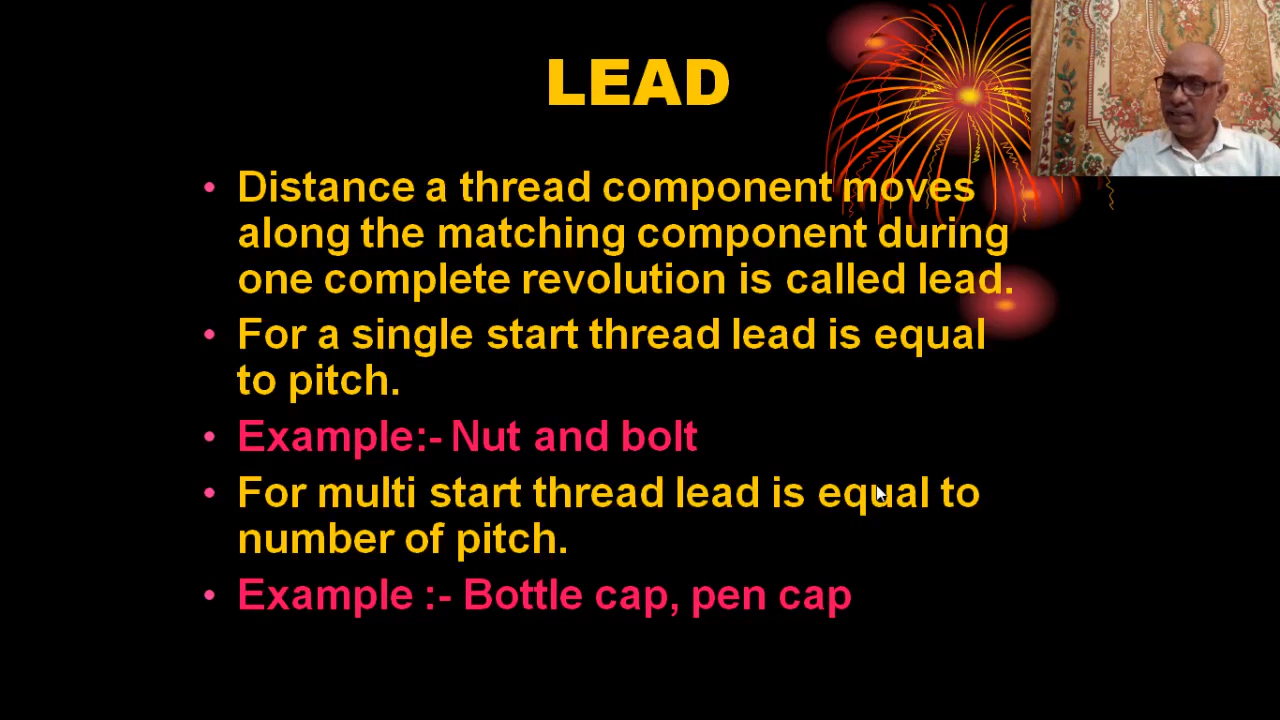 LEAD
• Distance a thread component moves
along the matching component during
one complete revolution is called lead.
• For a single start thread lead is equal
to pitch.
• Example:- Nut and bolt
• For multi start thread lead is equal to
number of pitch.
• Example :- Bottle cap, pen cap